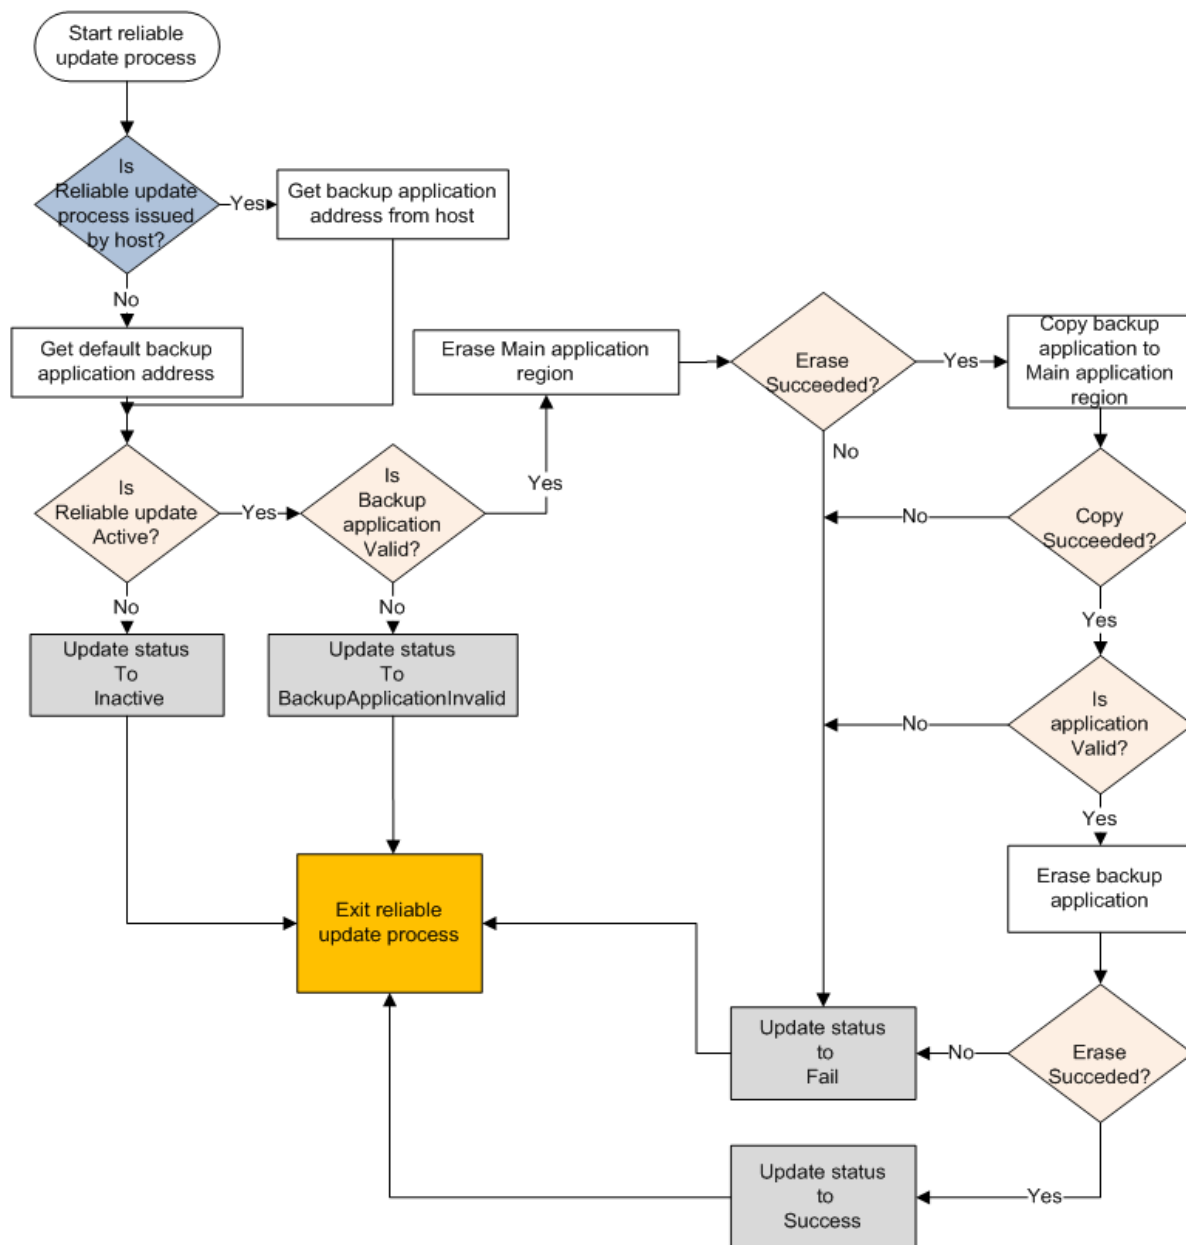 Start reliable
update process
Is
Reliable update
process issued
by host?
Yes
Get backup application
address from host
No
Get default backup
application address
Is
Reliable update
Active?
Yes
Is
Backup
application
Valid?
Yes
Erase Main application
region
Erase
Succeeded?
Yes
Copy backup
application to
Main application
region
No
Copy
Succeeded?
No
Yes
Is
application
Valid?
No
Yes
Erase backup
application
Erase
Succeded?
No
Yes
No
Update status
To
Inactive
No
Update status
To
BackupApplicationInvalid
Exit reliable
update process
Update status
to
Fail
Update status
to
Success